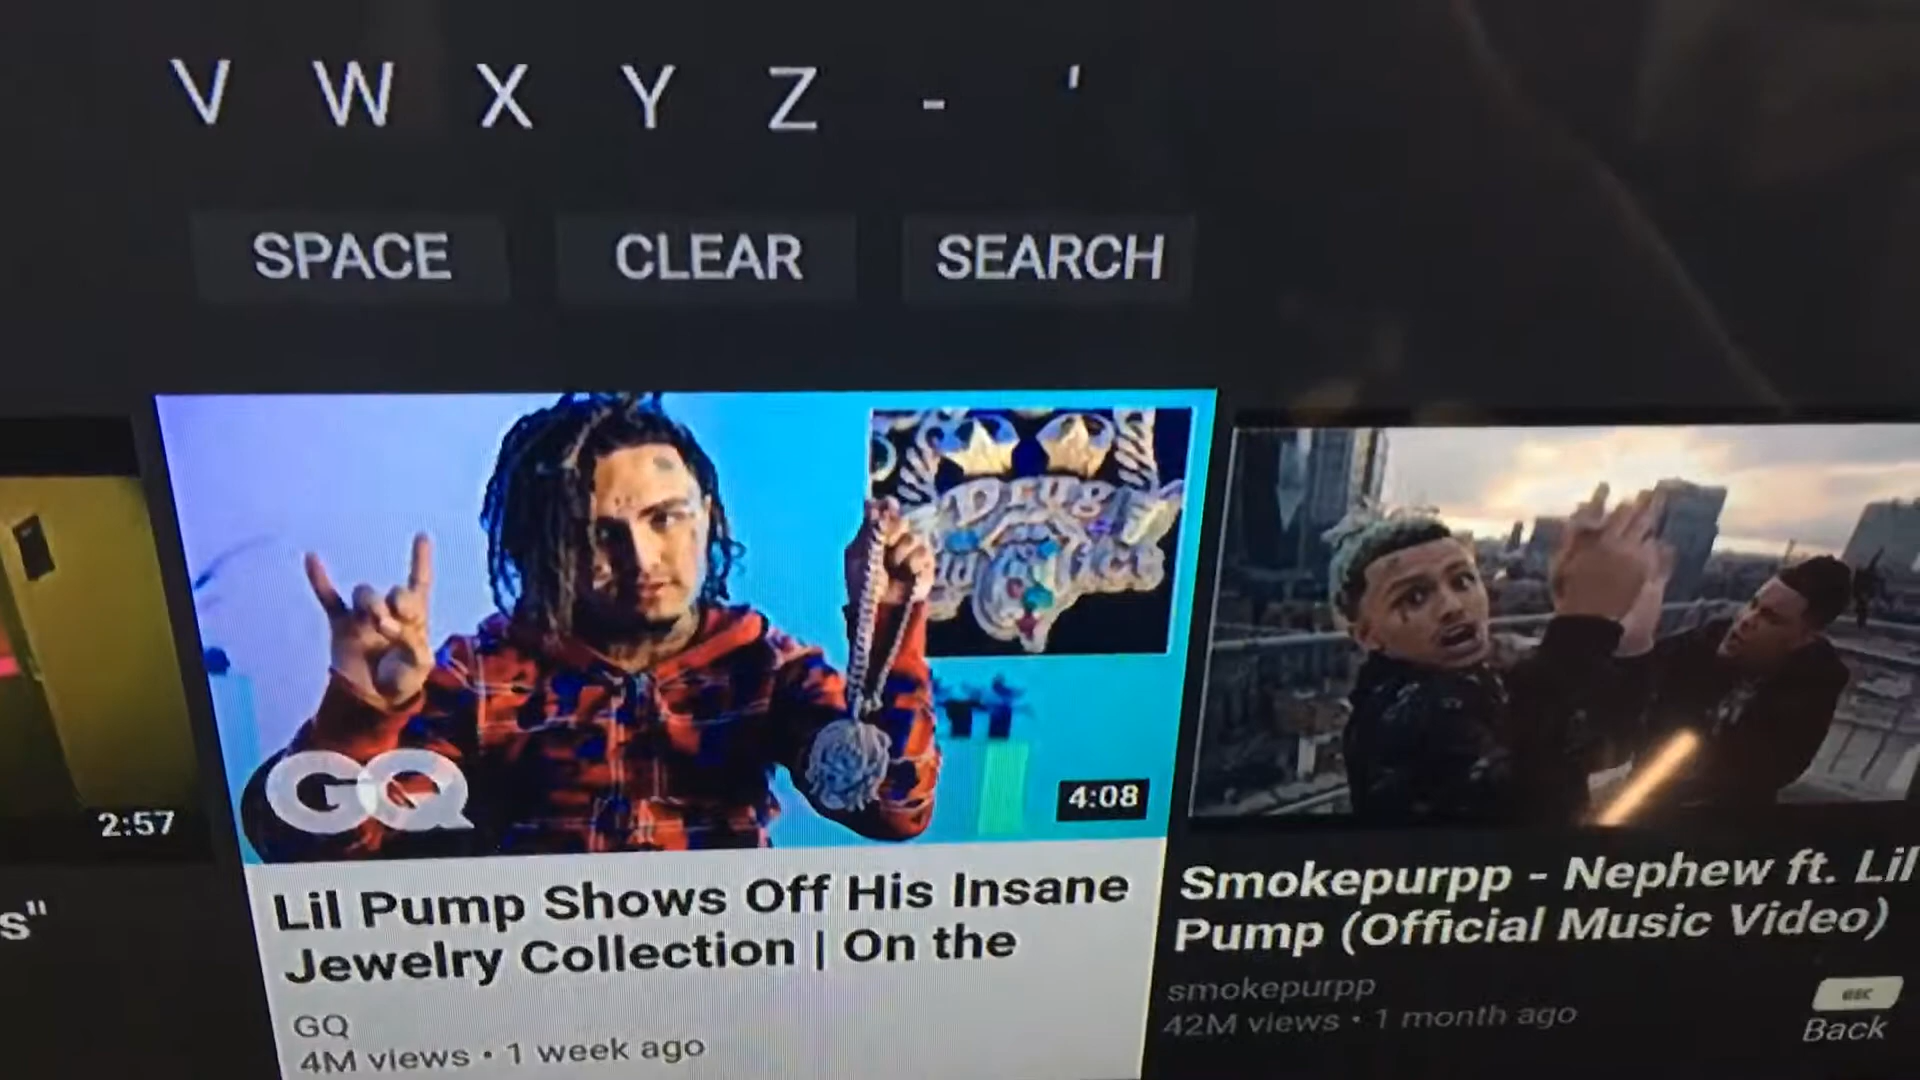 V W X Y Z - '
SPACE CLEAR SEARCH
Drug
GQ
4:08
2:57
s"
Lil Pump Shows Off His Insane
Jewelry Collection | On the
GQ
4M views • 1 week ago
Smokepurpp - Nephew ft. Lil
Pump (Official Music Video)
smokepurpp
42M views • 1 month ago
ESC
Back